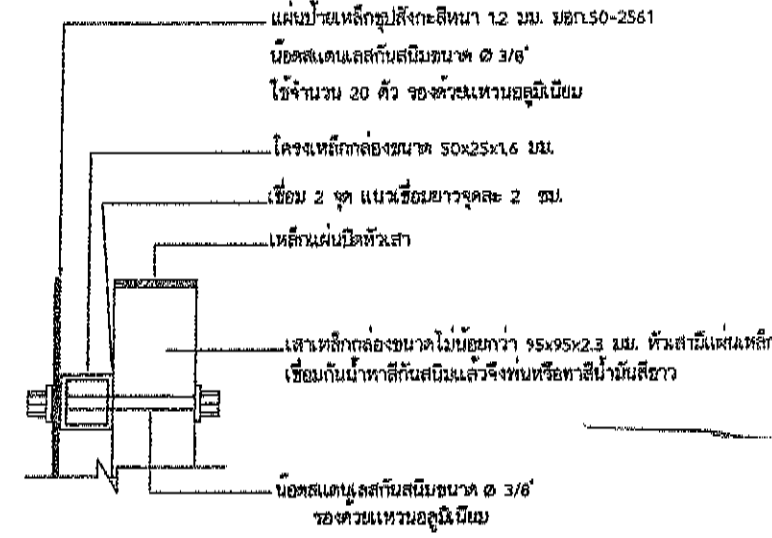 แผ่นป้ายเหล็กชุปสังกะสีหนา 1.2 มม. มอก.50-2561
น๊อตสแตนเลสกันสนิมขนาด Ø 3/8"
ใช้จำนวน 20 ตัว รองด้วยแหวนอลูมิเนียม
โครงเหล็กกล่องขนาด 50x25x1.6 มม.
เชื่อม 2 จุด แนวเชื่อมยาวจุดละ 2 ซม.
เหล็กแผ่นปิดหัวเสา
เสาเหล็กกล่องขนาดไม่น้อยกว่า 95x95x2.3 มม. หัวเสามีแผ่นเหล็ก
เชื่อมกันน้ำทาสีกันสนิมแล้วจึงพ่นหรือทาสีน้ำมันสีขาว
น๊อตสแตนเลสกันสนิมขนาด Ø 3/8"
รองด้วยแหวนอลูมิเนียม